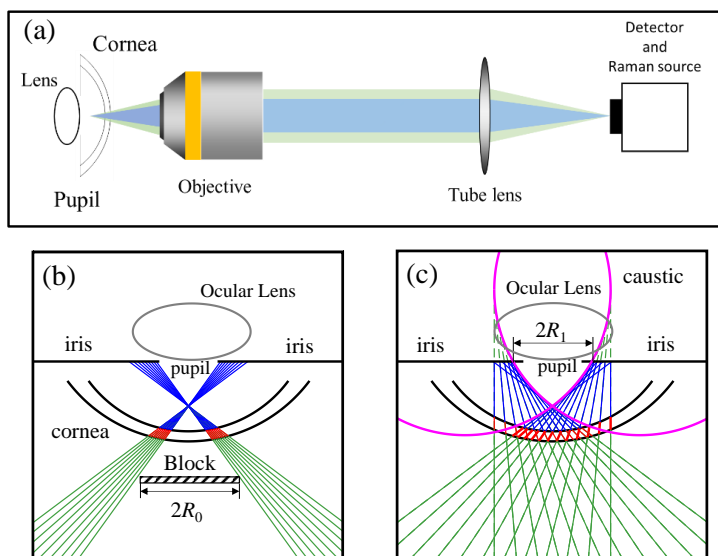 (a)
Cornea
Lens
Pupil
Objective
Tube lens
Detector
and
Raman source
(b)
Ocular Lens
iris
iris
pupil
cornea
Block
2R₀
(c)
caustic
Ocular Lens
iris
2R₁
iris
pupil
cornea